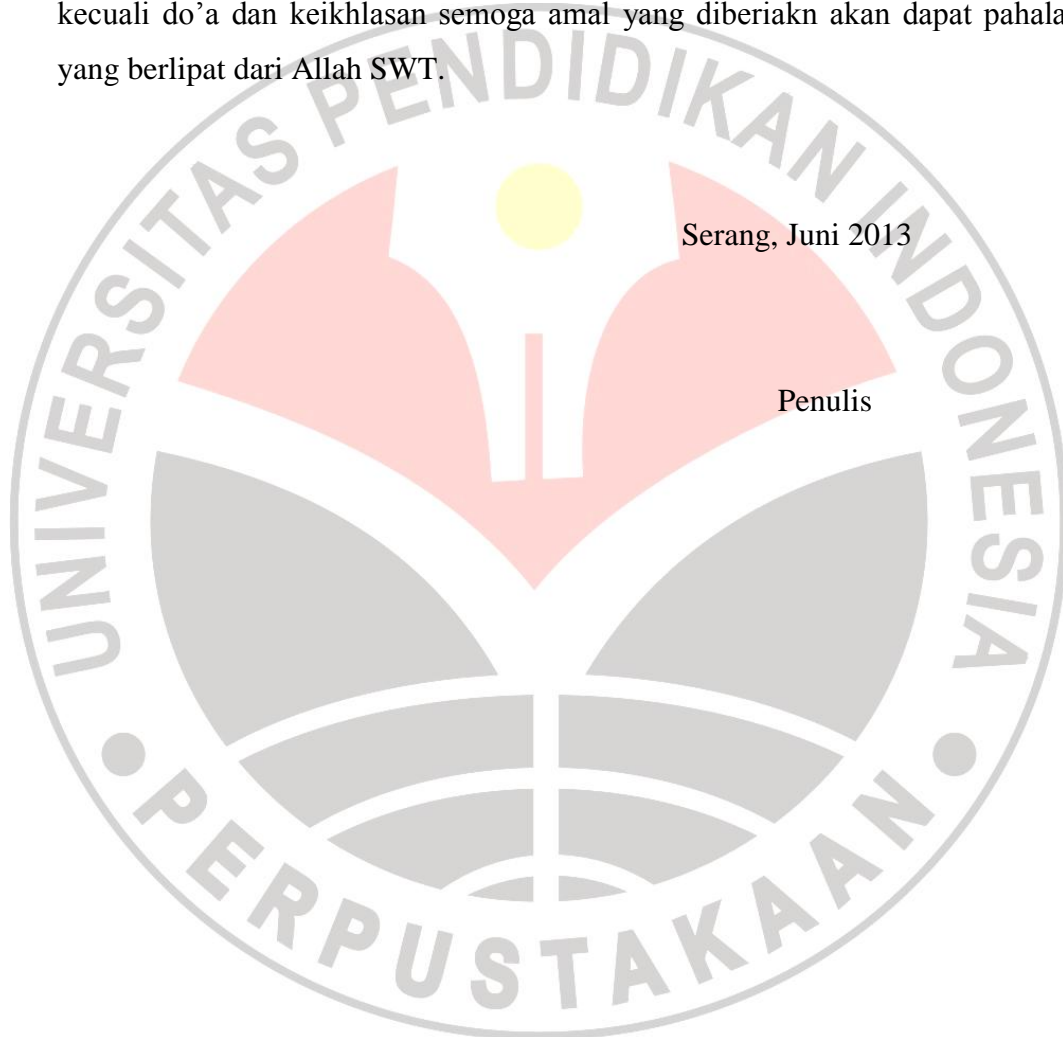 kecuali do’a dan keikhlasan semoga amal yang diberiakn akan dapat pahala
yang berlipat dari Allah SWT.
UNIVERSITAS PENDIDIKAN INDONESIA
Serang, Juni 2013
Penulis
PERPUSTAKAAN